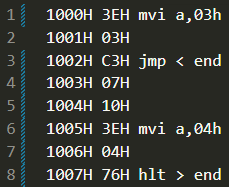 1 1000H 3EH mvi a,03h
2 1001H 03H
3 1002H C3H jmp < end
4 1003H 07H
5 1004H 10H
6 1005H 3EH mvi a,04h
7 1006H 04H
8 1007H 76H hlt > end